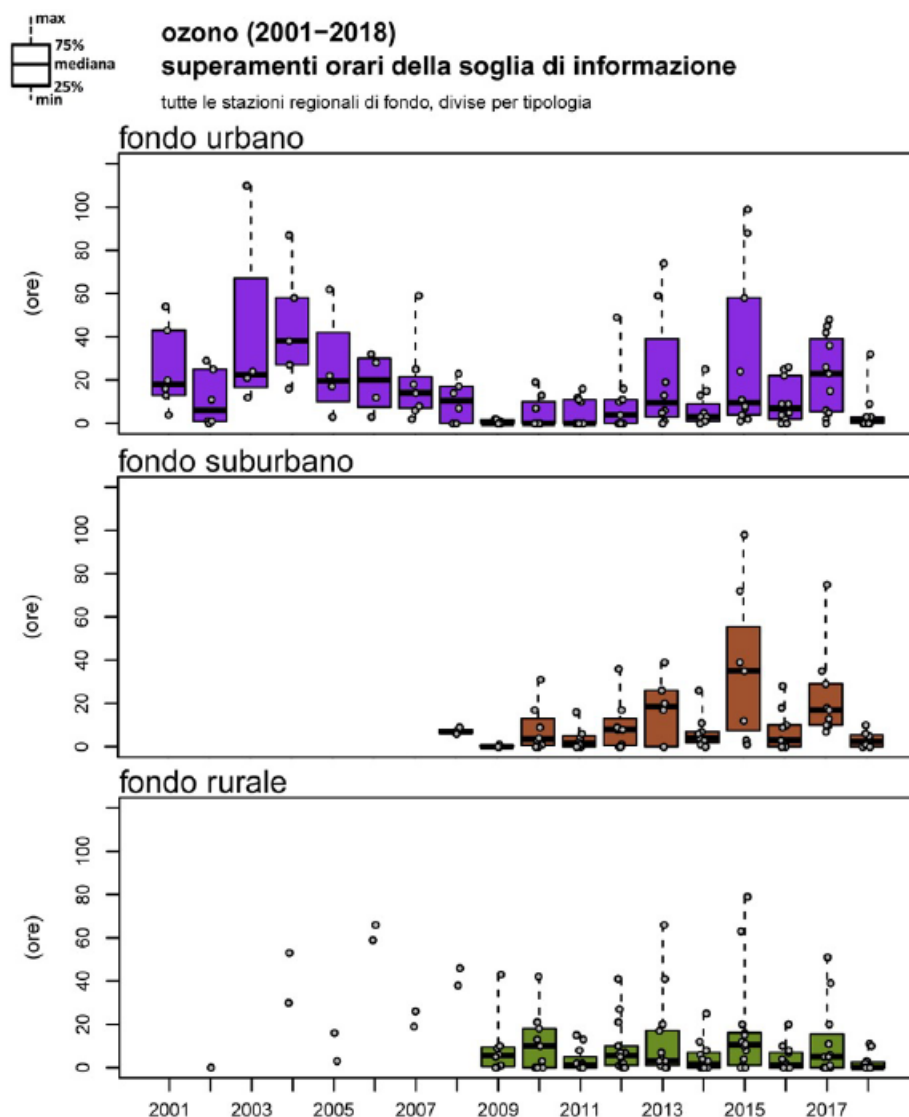 max
75%
mediana
25%
min
ozono (2001−2018)
superamenti orari della soglia di informazione
tutte le stazioni regionali di fondo, divise per tipologia
fondo urbano
(ore)
100
80
60
40
20
0
fondo suburbano
(ore)
100
80
60
40
20
0
fondo rurale
(ore)
100
80
60
40
20
0
2001 2003 2005 2007 2009 2011 2013 2015 2017